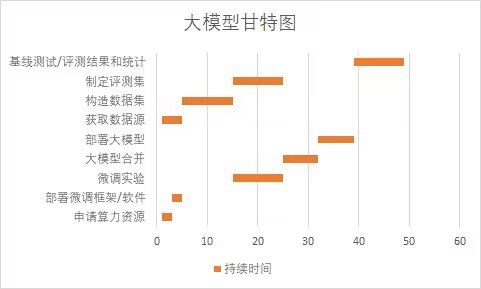 大模型甘特图
基线测试/评测结果和统计
制定评测集
构造数据集
获取数据源
部署大模型
大模型合并
微调实验
部署微调框架/软件
申请算力资源
0 10 20 30 40 50 60
持续时间